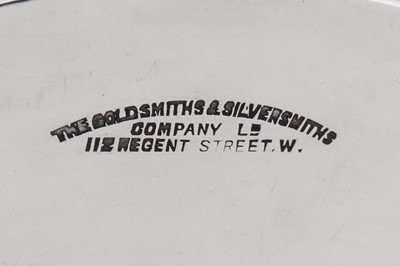 THE GOLDSMITHS & SILVERSMITHS
COMPANY LD
112 REGENT STREET. W.